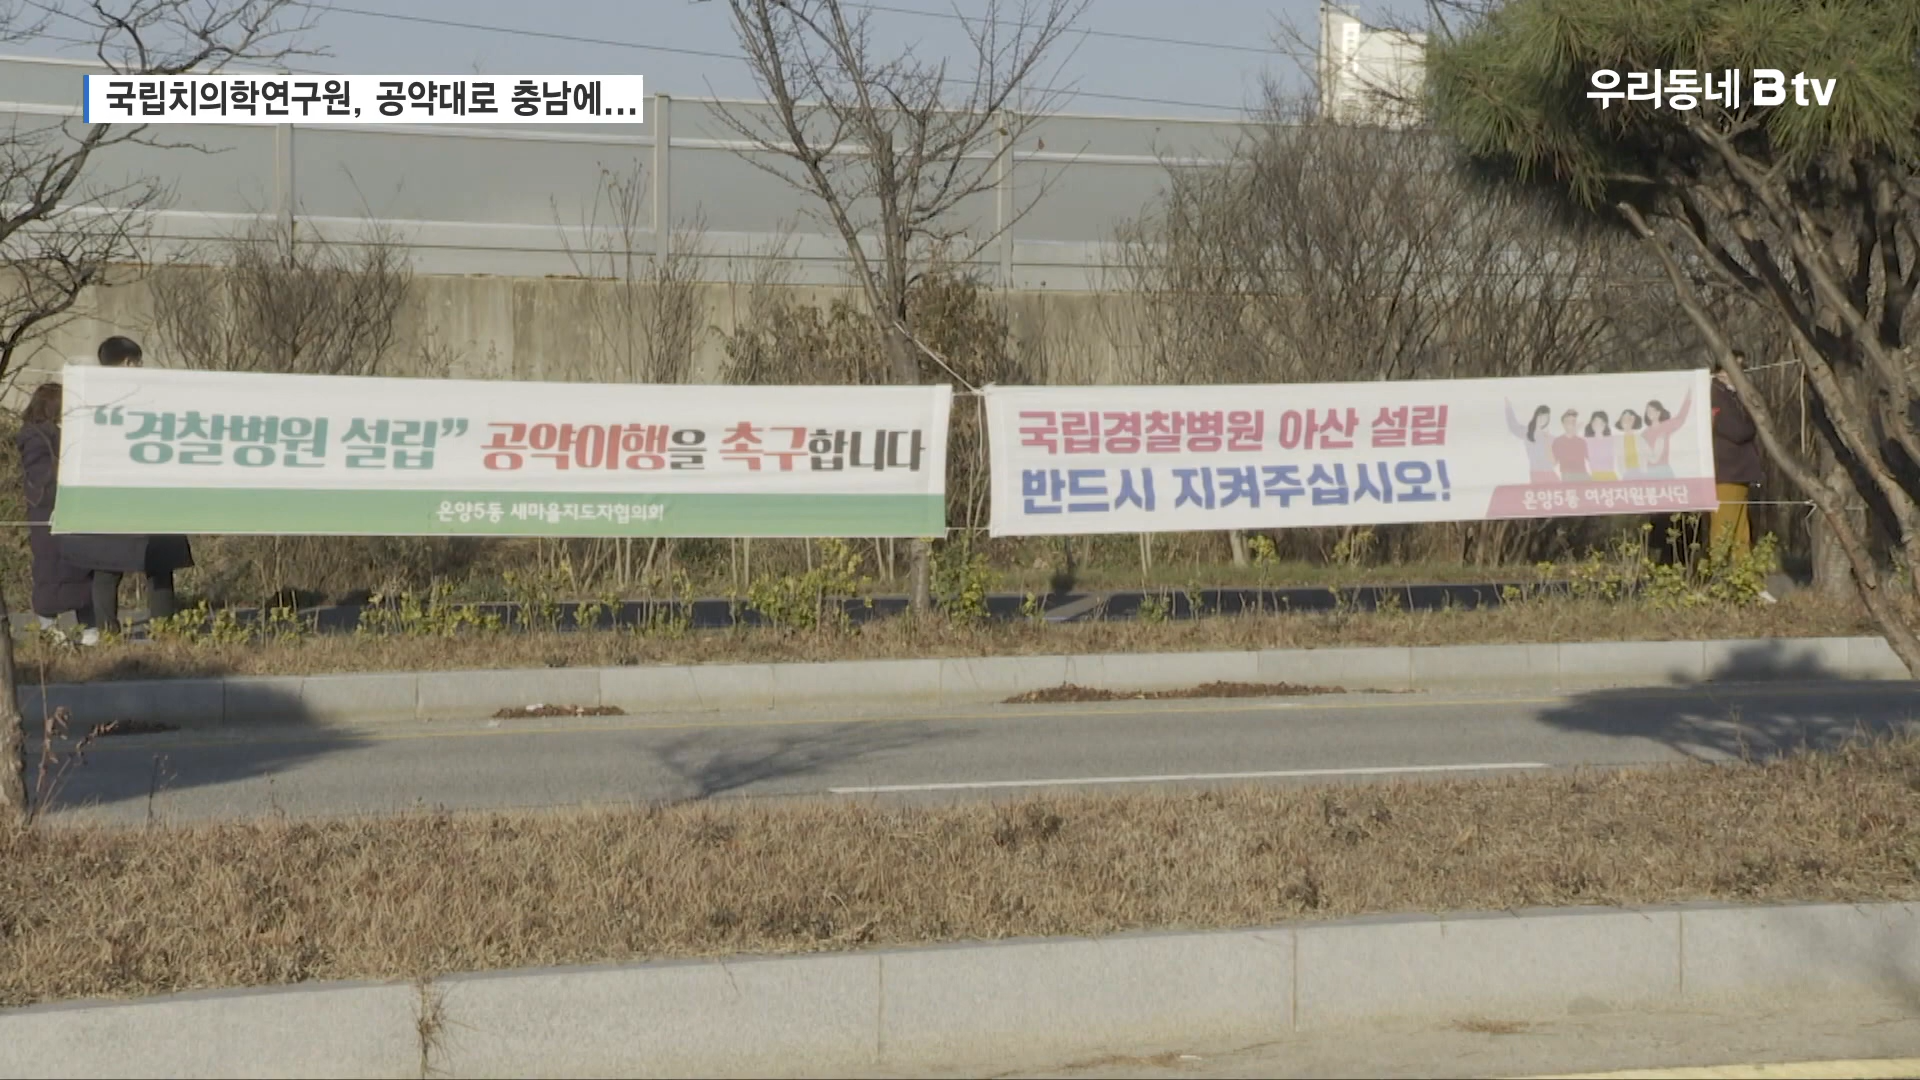 국립치의학연구원, 공약대로 충남에...
우리동네 B tv
“경찰병원 설립” 공약이행을 촉구합니다
온양5동 새마을지도자협의회
국립경찰병원 아산 설립
반드시 지켜주십시오!
온양5동 여성자원봉사단